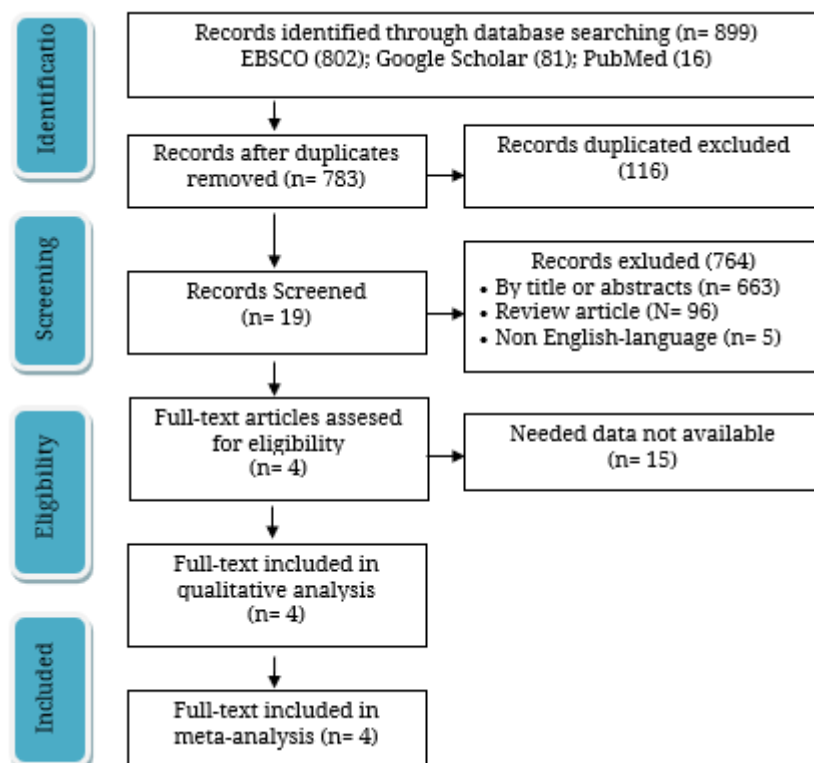 Identificatio
Records identified through database searching (n= 899)
EBSCO (802); Google Scholar (81); PubMed (16)
Records after duplicates
removed (n= 783)
Records duplicated excluded
(116)
Screening
Records Screened
(n= 19)
Records exluded (764)
• By title or abstracts (n= 663)
• Review article (N= 96)
• Non English-language (n= 5)
Eligibility
Full-text articles assesed
for eligibility
(n= 4)
Needed data not available
(n= 15)
Full-text included in
qualitative analysis
(n= 4)
Included
Full-text included in
meta-analysis (n= 4)